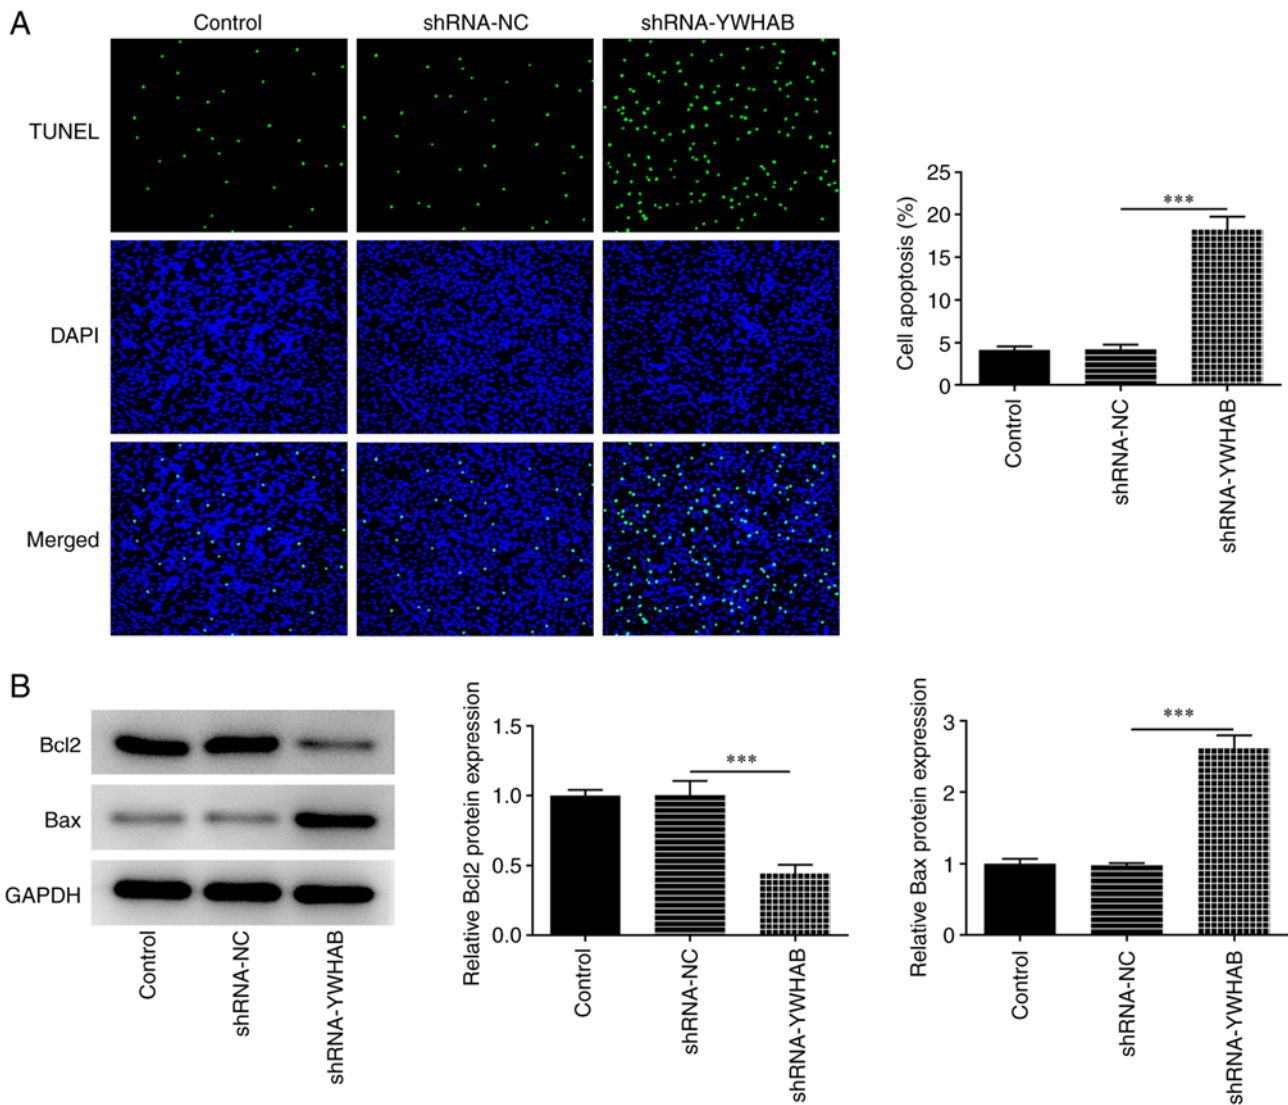 A
Control
shRNA-NC
shRNA-YWHAB
TUNEL
DAPI
Merged
Cell apoptosis (%)
25
20
15
10
5
0
***
Control
shRNA-NC
shRNA-YWHAB
B
Bcl2
Bax
GAPDH
Control
shRNA-NC
shRNA-YWHAB
Relative Bcl2 protein expression
1.5
1.0
0.5
0.0
***
Control
shRNA-NC
shRNA-YWHAB
Relative Bax protein expression
3
2
1
0
***
Control
shRNA-NC
shRNA-YWHAB